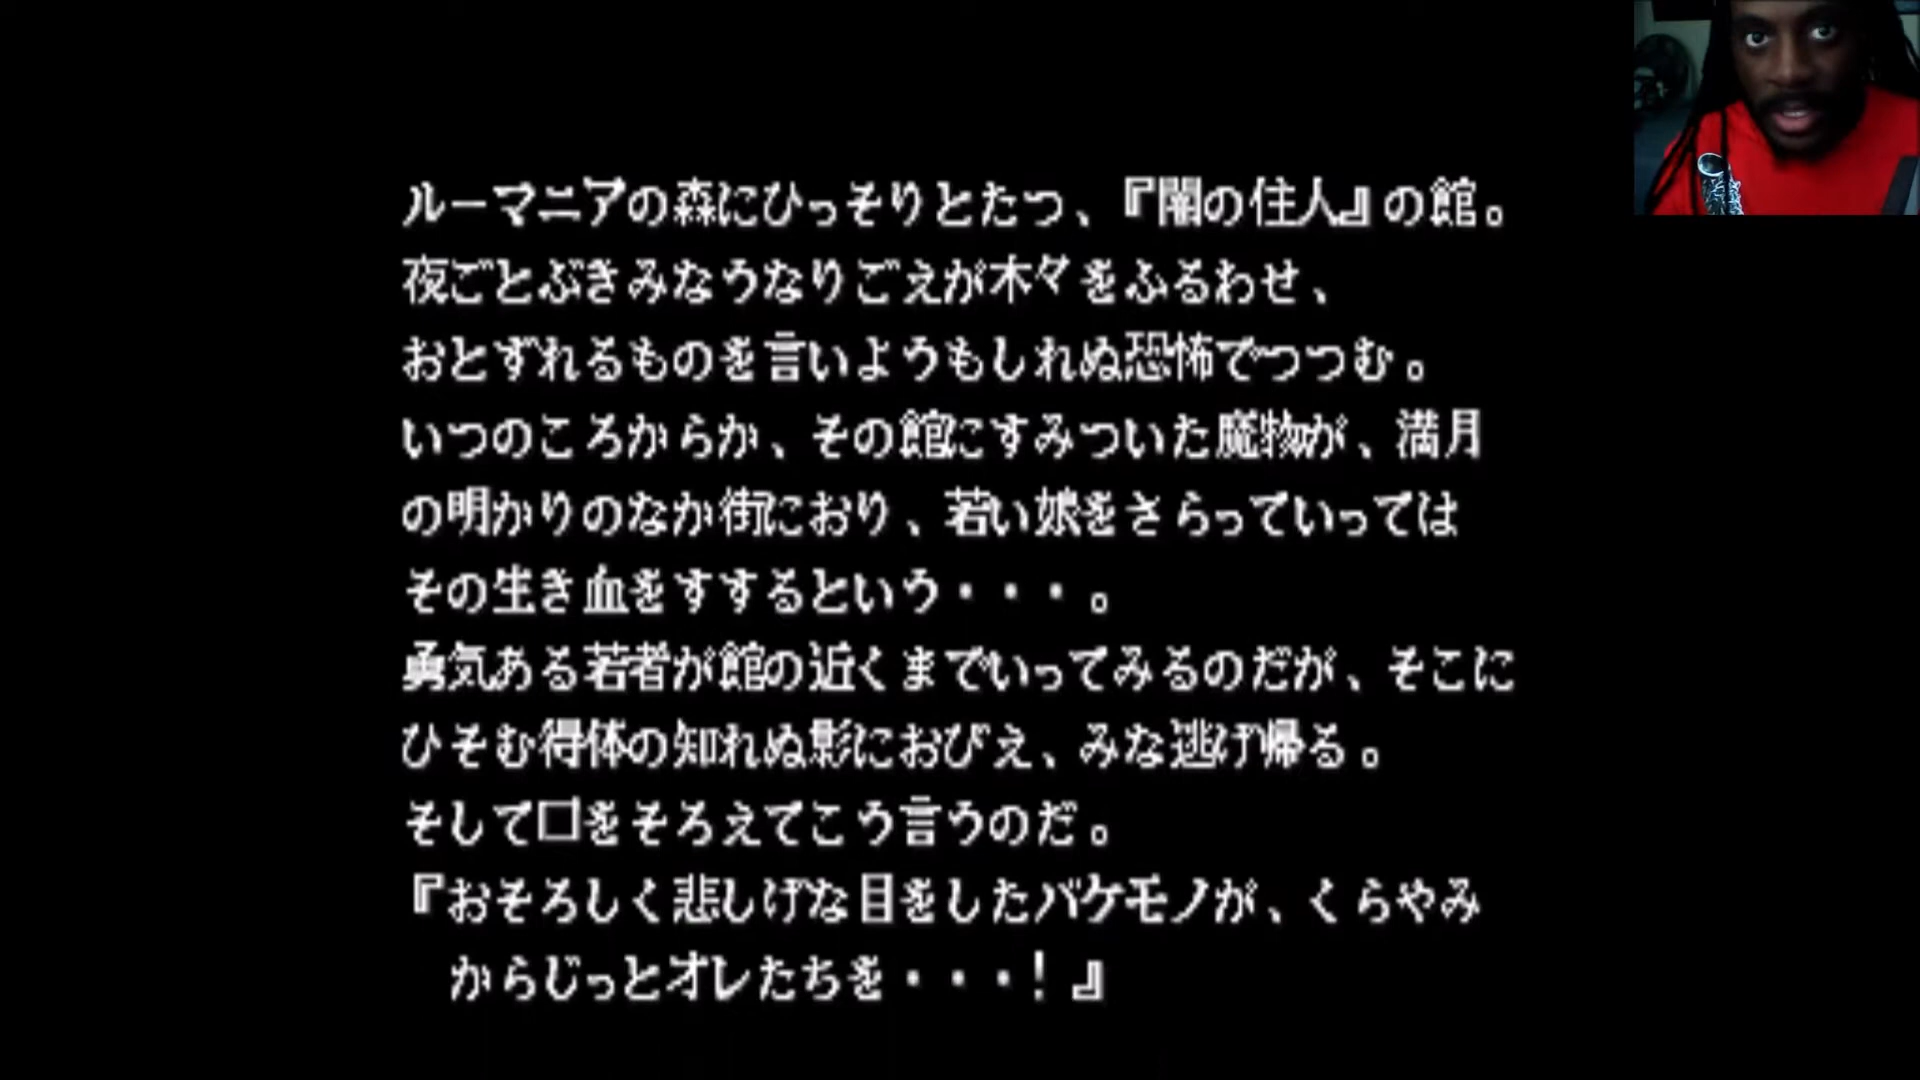 ルーマニアの森にひっそりとたつ、『闇の住人』の館。
夜ごとぶきみなうなりごえが木々をふるわせ、
おとずれるものを言いようもしれぬ恐怖でつつむ。
いつのころからか、その館にすみついた魔物が、満月
の明かりのなか街におり、若い娘をさらっていっては
その生き血をすするという・・・。
勇気ある若者が館の近くまでいってみるのだが、そこに
ひそむ得体の知れぬ影におびえ、みな逃げ帰る。
そして口をそろえてこう言うのだ。
『おそろしく悲しげな目をしたバケモノが、くらやみ
からじっとオレたちを・・・！』